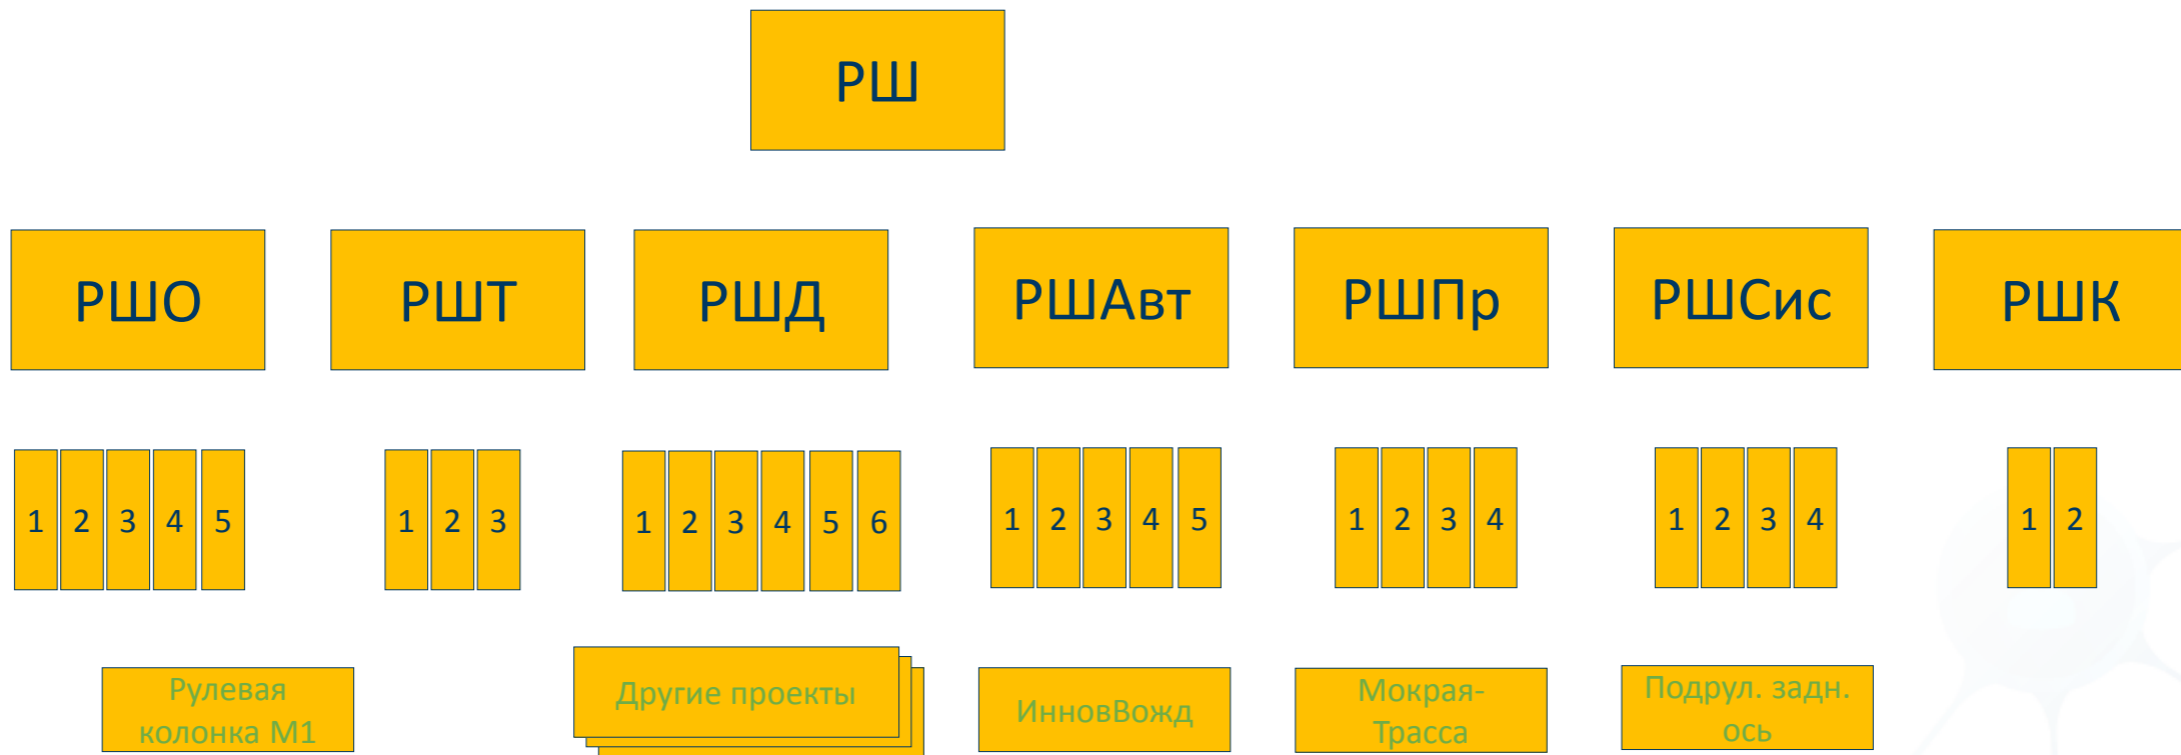 РШ
РШО РШТ РШД РШАвт РШПр РШСис РШК
1 2 3 4 5 1 2 3 1 2 3 4 5 6 1 2 3 4 5 1 2 3 4 1 2 3 4 1 2
Рулевая
колонка М1
Другие проекты
ИнновВожд
Мокрая-
Трасса
Подрул. задн.
ось